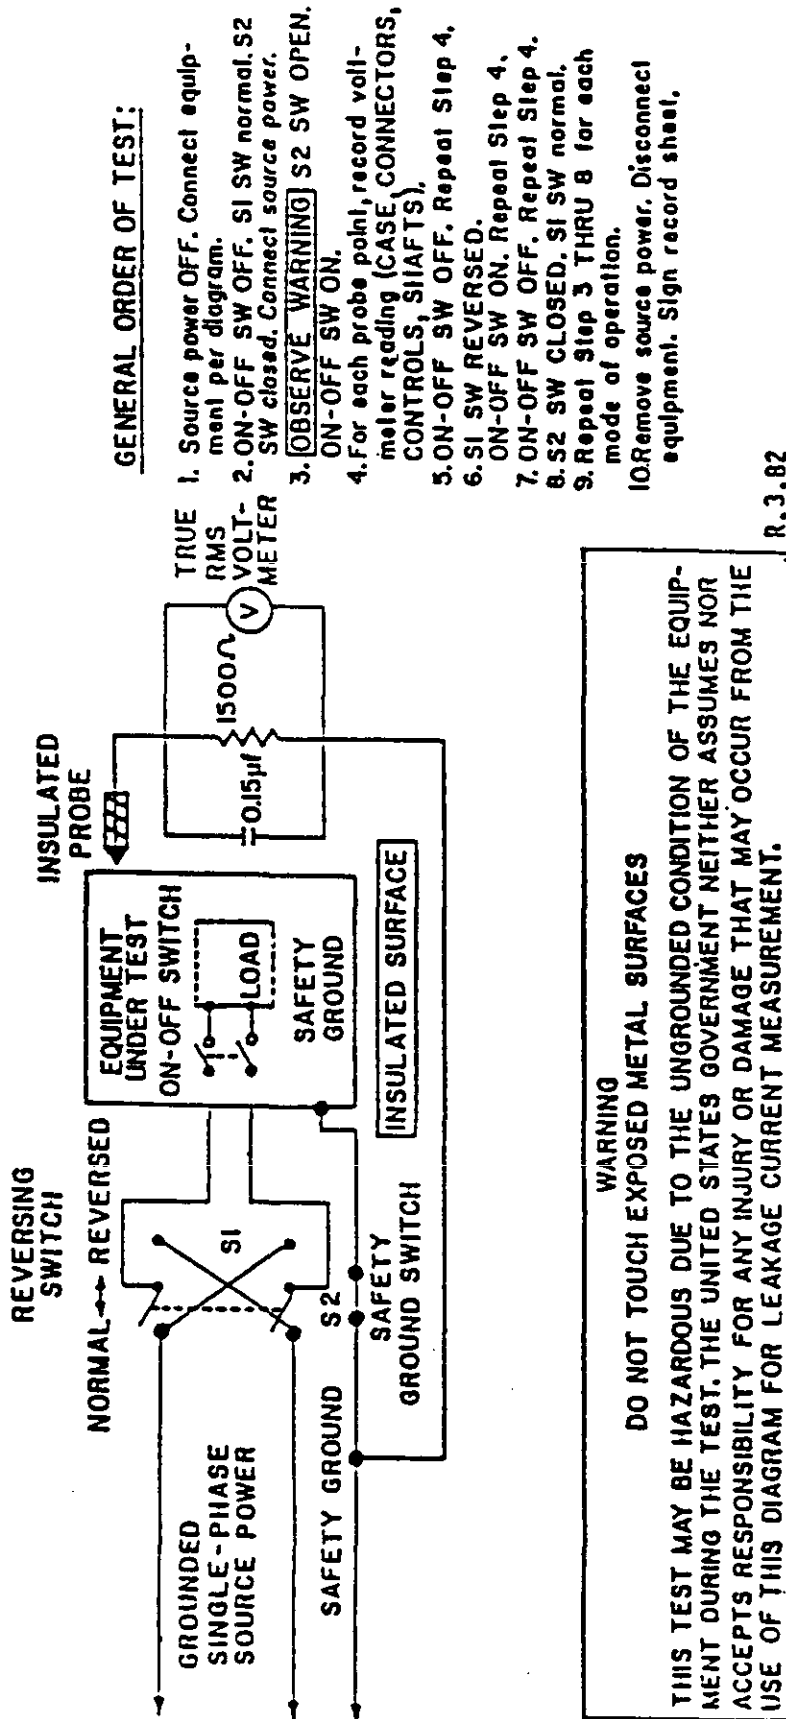 REVERSING
SWITCH
NORMAL ↔ REVERSED
GROUNDED
SINGLE-PHASE
SOURCE POWER
SAFETY GROUND
S1
S2
SAFETY
GROUND SWITCH
EQUIPMENT
UNDER TEST
ON-OFF SWITCH
LOAD
SAFETY
GROUND
INSULATED SURFACE
INSULATED
PROBE
0.15µf
1500Ω
V
TRUE
RMS
VOLT-
METER
GENERAL ORDER OF TEST:
1. Source power OFF. Connect equip-
ment per diagram.
2. ON-OFF SW OFF. S1 SW normal. S2
SW closed. Connect source power.
3. OBSERVE WARNING S2 SW OPEN.
ON-OFF SW ON.
4. For each probe point, record volt-
meter reading (CASE, CONNECTORS,
CONTROLS, SHAFTS).
5. ON-OFF SW OFF. Repeat Step 4.
6. S1 SW REVERSED.
ON-OFF SW ON. Repeat Step 4.
7. ON-OFF SW OFF. Repeat Step 4.
8. S2 SW CLOSED. S1 SW normal.
9. Repeat Step 3 THRU 8 for each
mode of operation.
10. Remove source power. Disconnect
equipment. Sign record sheet.
WARNING
DO NOT TOUCH EXPOSED METAL SURFACES
THIS TEST MAY BE HAZARDOUS DUE TO THE UNGROUNDED CONDITION OF THE EQUIP-
MENT DURING THE TEST. THE UNITED STATES GOVERNMENT NEITHER ASSUMES NOR
ACCEPTS RESPONSIBILITY FOR ANY INJURY OR DAMAGE THAT MAY OCCUR FROM THE
USE OF THIS DIAGRAM FOR LEAKAGE CURRENT MEASUREMENT.
R.3.82